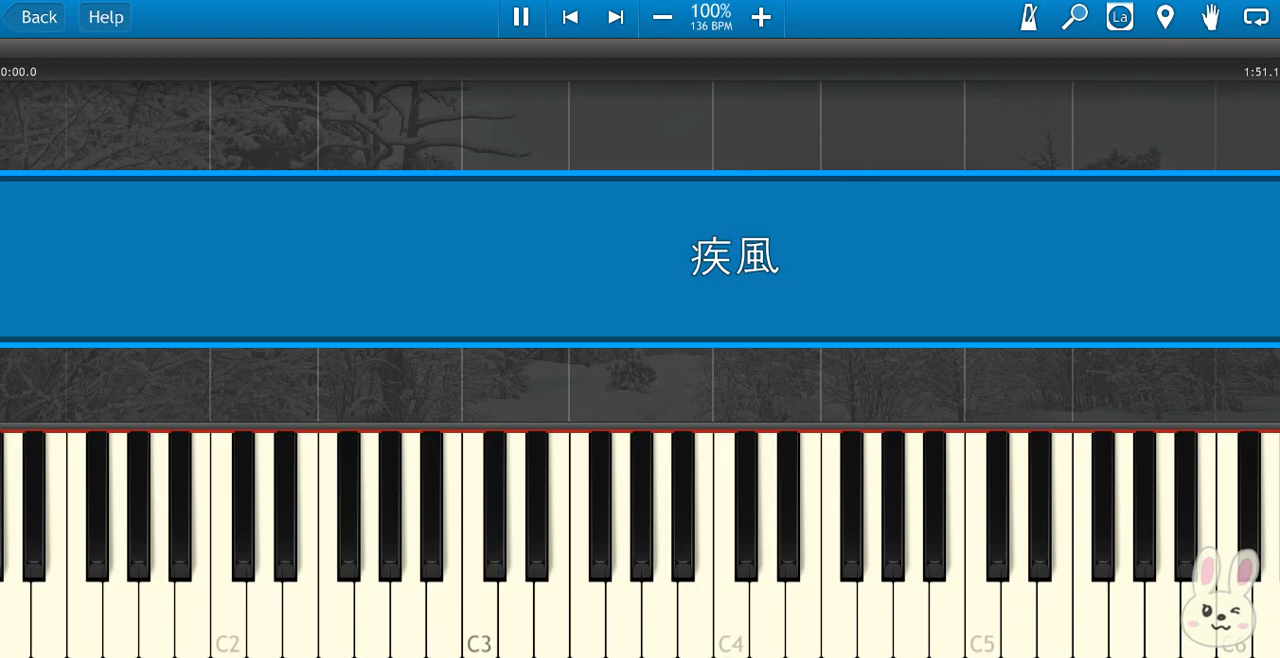 Back Help 100% La
136 BPM
0:00.0 1:51.1
疾風
C2 C3 C4 C5 C6